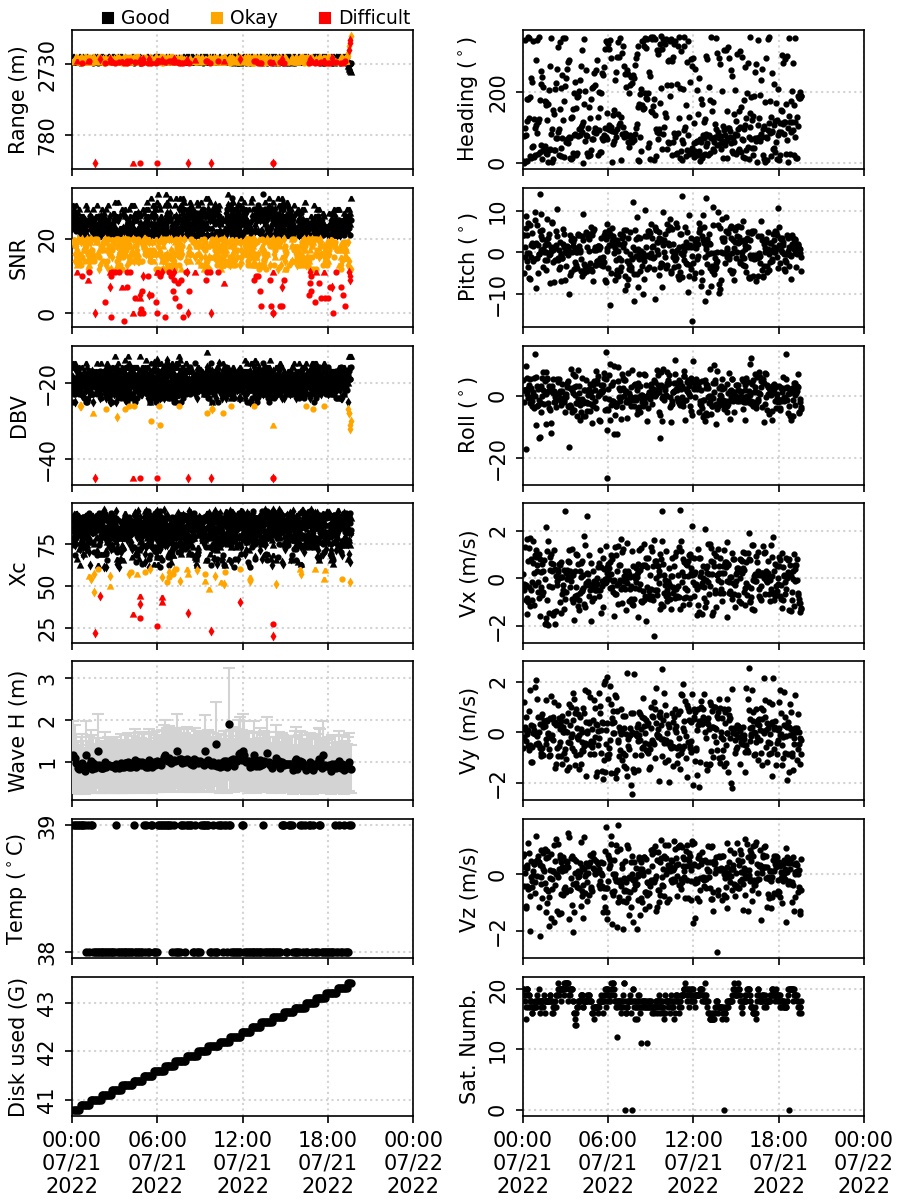 Good Okay Difficult
Range (m)
2730
780
Heading ( ° )
200
0
SNR
20
0
Pitch ( ° )
10
0
−10
DBV
−20
−40
Roll ( ° )
0
−20
Xc
75
50
25
Vx (m/s)
2
0
−2
Wave H (m)
3
2
1
Vy (m/s)
2
0
−2
Temp ( ° C)
39
38
Vz (m/s)
0
−2
Disk used (G)
43
42
41
Sat. Numb.
20
10
0
00:00 06:00 12:00 18:00 00:00
07/21 07/21 07/21 07/21 07/22
2022 2022 2022 2022 2022
00:00 06:00 12:00 18:00 00:00
07/21 07/21 07/21 07/21 07/22
2022 2022 2022 2022 2022